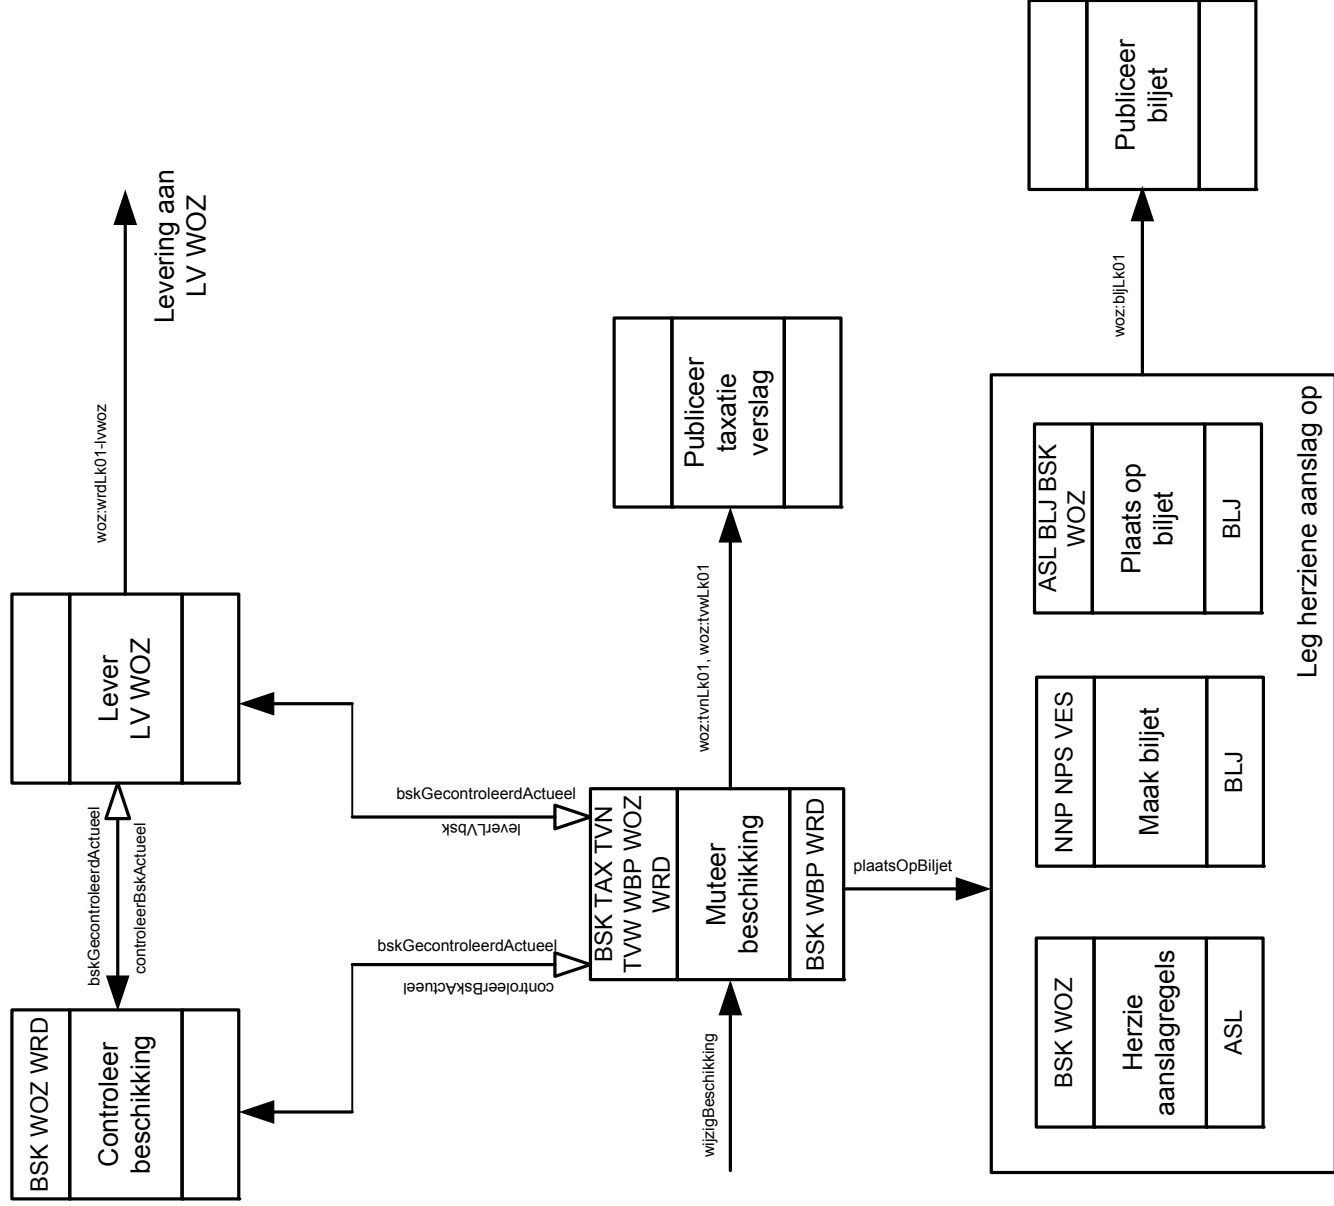 BSK WOZ WRD
Controleer
beschikking
bskGecontroleerdActueel
controleerBskActueel
Lever
LV WOZ
woz:wrdLk01-lvwoz
Levering aan
LV WOZ
bskGecontroleerdActueel
controleerBskActueel
bskGecontroleerdActueel
leverLVbsk
wijzigBeschikking
BSK TAX TVN
TVW WBP WOZ
WRD
Muteer
beschikking
BSK WBP WRD
woz:tvnLk01, woz:tvwLk01
Publiceer
taxatie
verslag
plaatsOpBiljet
BSK WOZ
Herzie
aanslagregels
ASL
NNP NPS VES
Maak biljet
BLJ
ASL BLJ BSK
WOZ
Plaats op
biljet
BLJ
Leg herziene aanslag op
woz:bljLk01
Publiceer
biljet